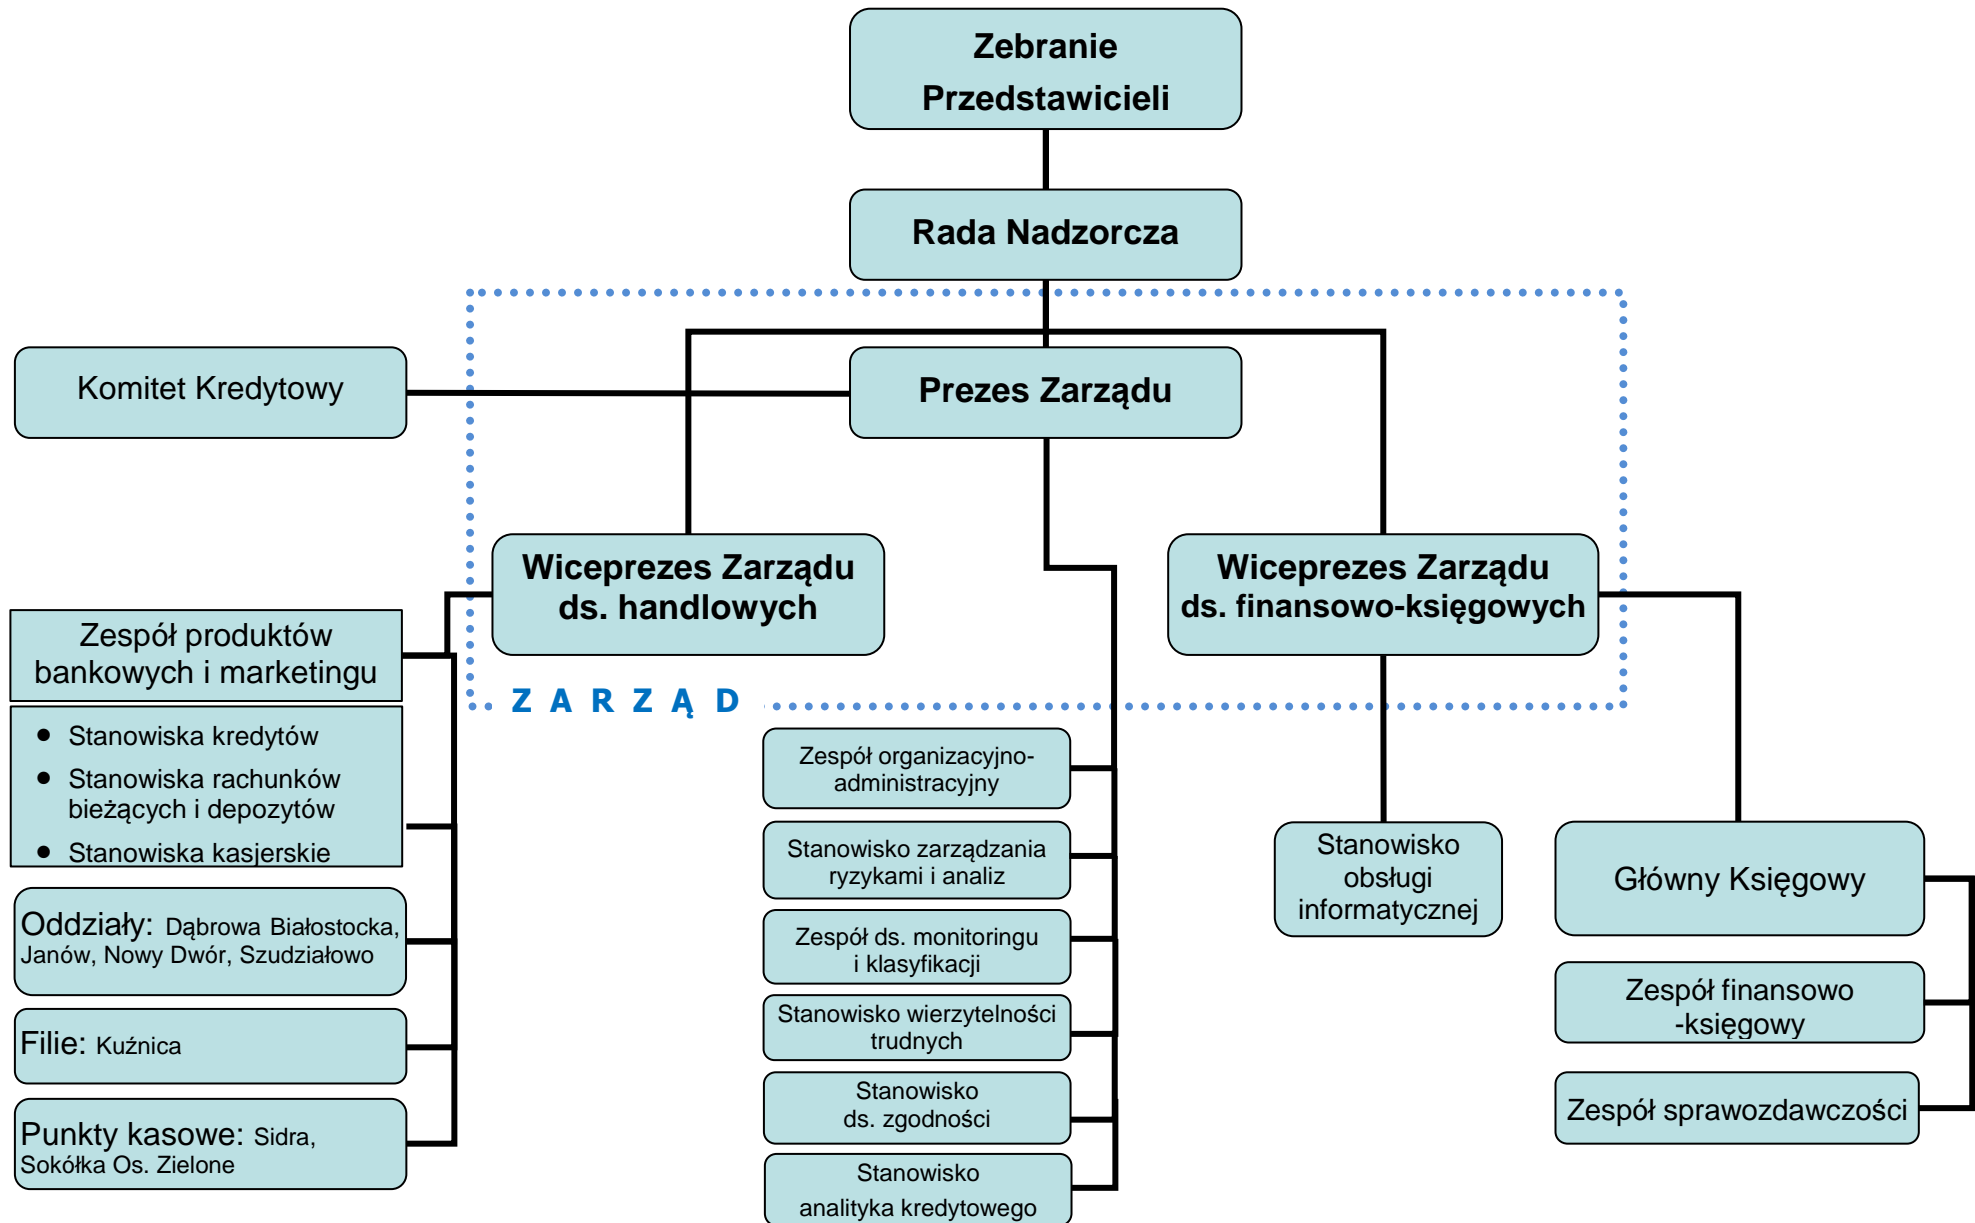 Zebranie
Przedstawicieli
Rada Nadzorcza
Komitet Kredytowy
Prezes Zarządu
Wiceprezes Zarządu
ds. handlowych
Wiceprezes Zarządu
ds. finansowo-księgowych
Z A R Z Ą D
Zespół produktów
bankowych i marketingu
• Stanowiska kredytów
• Stanowiska rachunków
bieżących i depozytów
• Stanowiska kasjerskie
Oddziały: Dąbrowa Białostocka,
Janów, Nowy Dwór, Szudziałowo
Filie: Kuźnica
Punkty kasowe: Sidra,
Sokółka Os. Zielone
Zespół organizacyjno-
administracyjny
Stanowisko zarządzania
ryzykami i analiz
Zespół ds. monitoringu
i klasyfikacji
Stanowisko wierzytelności
trudnych
Stanowisko
ds. zgodności
Stanowisko
analityka kredytowego
Stanowisko
obsługi
informatycznej
Główny Księgowy
Zespół finansowo
-księgowy
Zespół sprawozdawczości